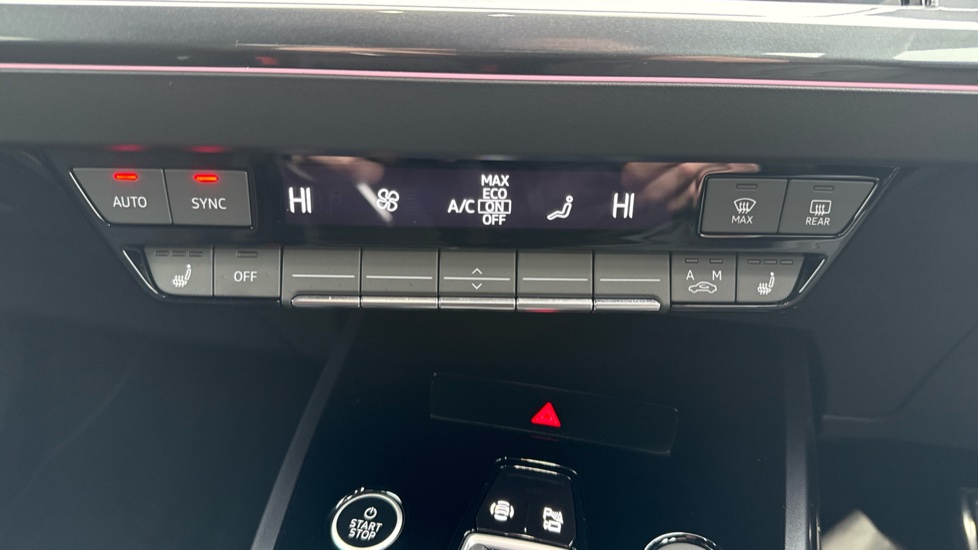 AUTO
SYNC
HI
A/C
MAX
ECO
ON
OFF
HI
MAX
REAR
OFF
A M
START
STOP
P